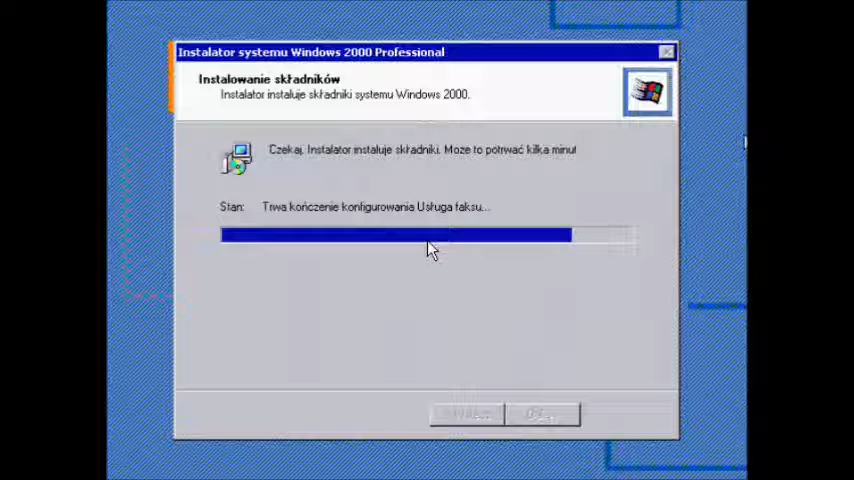 Instalator systemu Windows 2000 Professional
Instalowanie składników
Instalator instaluje składniki systemu Windows 2000.
Czekaj. Instalator instaluje składniki. Może to potrwać kilka minut
Stan: Trwa kończenie konfigurowania Usługa faksu...